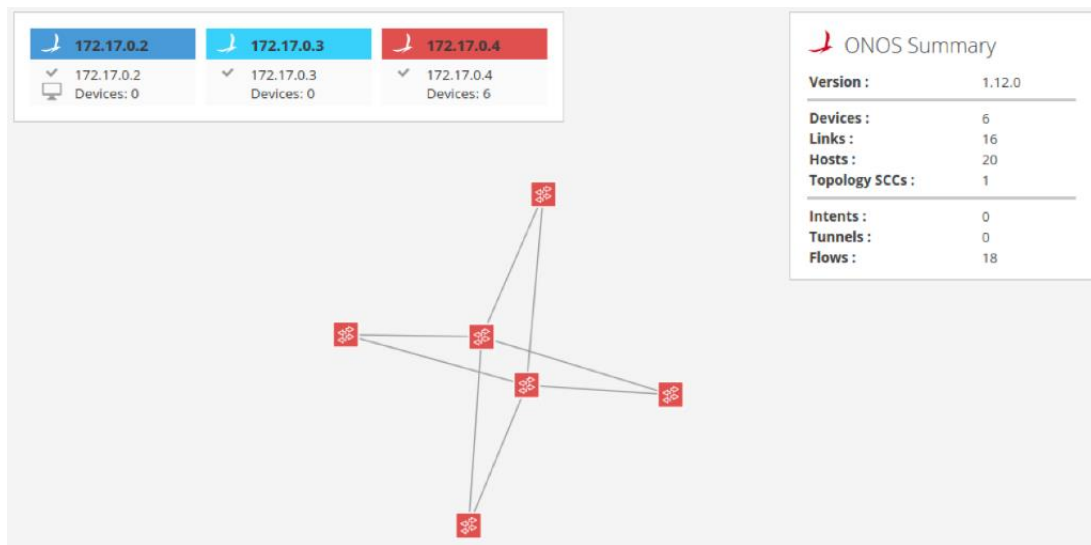 172.17.0.2
172.17.0.2
Devices: 0
172.17.0.3
172.17.0.3
Devices: 0
172.17.0.4
172.17.0.4
Devices: 6
ONOS Summary
Version : 1.12.0
Devices : 6
Links : 16
Hosts : 20
Topology SCCs : 1
Intents : 0
Tunnels : 0
Flows : 18